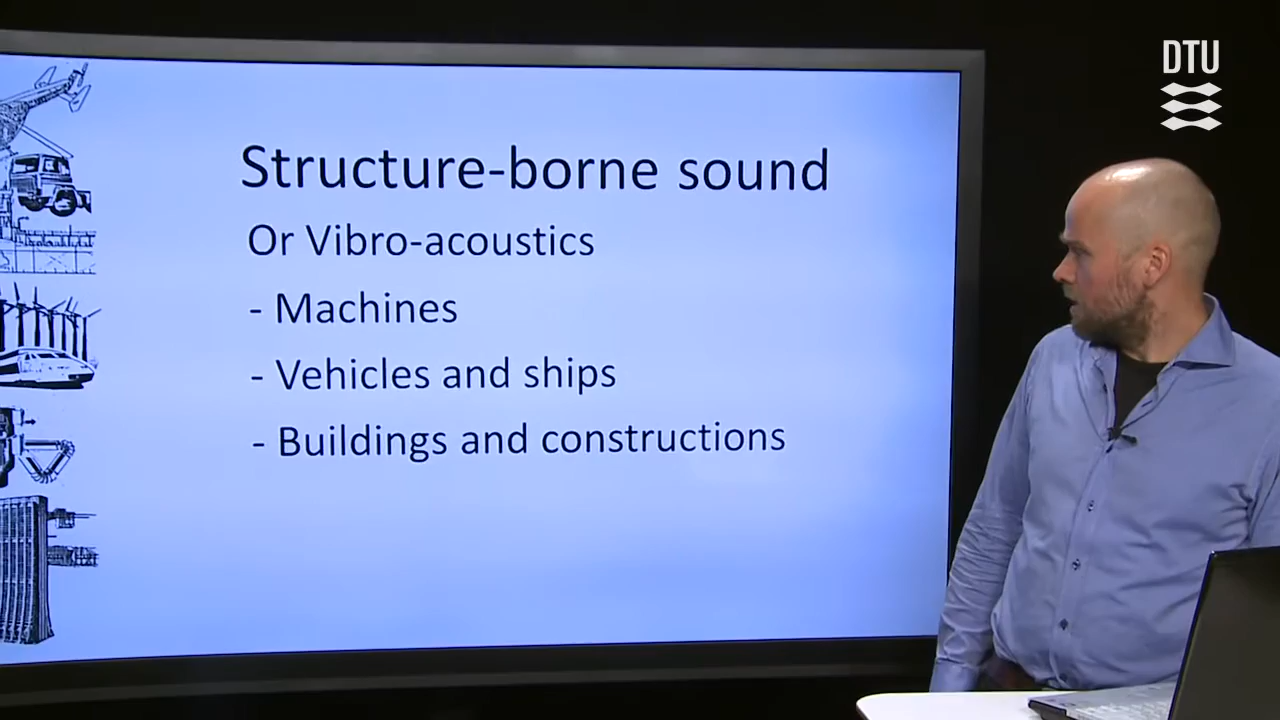 DTU
Structure-borne sound
Or Vibro-acoustics
- Machines
- Vehicles and ships
- Buildings and constructions